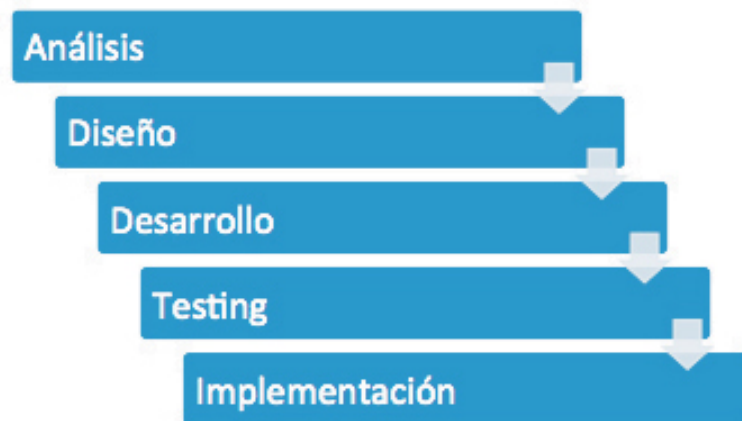 Análisis
Diseño
Desarrollo
Testing
Implementación